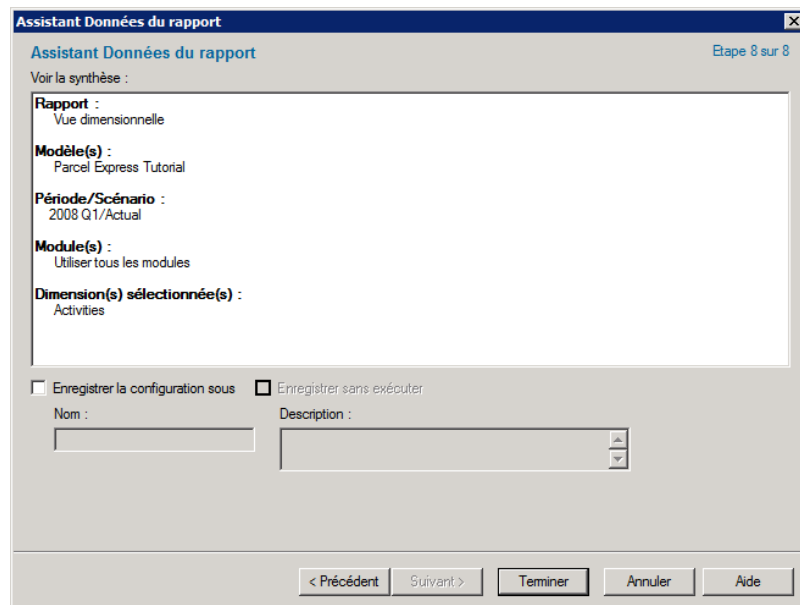 Assistant Données du rapport
Assistant Données du rapport
Etape 8 sur 8
Voir la synthèse :
Rapport :
Vue dimensionnelle
Modèle(s) :
Parcel Express Tutorial
Période/Scénario :
2008 Q1/Actual
Module(s) :
Utiliser tous les modules
Dimension(s) sélectionnée(s) :
Activities
Enregistrer la configuration sous
Enregistrer sans exécuter
Nom :
Description :
< Précédent
Suivant >
Terminer
Annuler
Aide